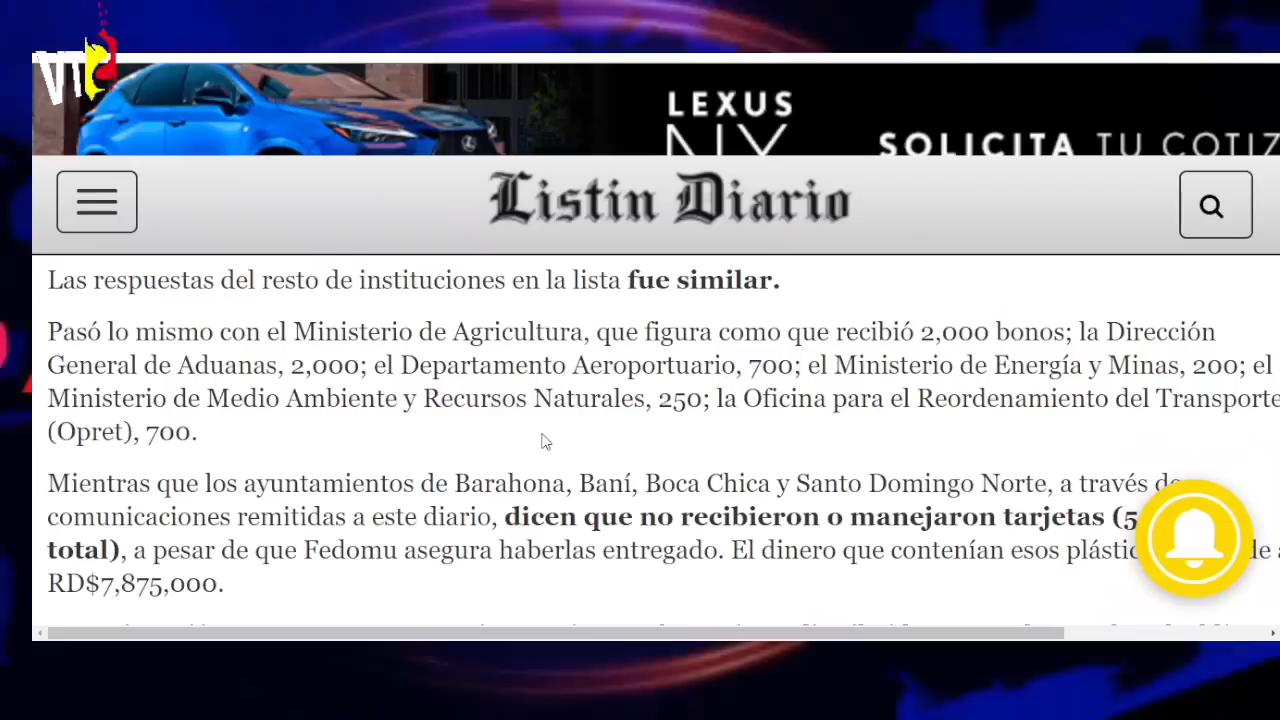 VTC
LEXUS
NX
SOLICITA TU COTIZ
Listin Diario
Las respuestas del resto de instituciones en la lista fue similar.
Pasó lo mismo con el Ministerio de Agricultura, que figura como que recibió 2,000 bonos; la Dirección
General de Aduanas, 2,000; el Departamento Aeroportuario, 700; el Ministerio de Energía y Minas, 200; el
Ministerio de Medio Ambiente y Recursos Naturales, 250; la Oficina para el Reordenamiento del Transporte
(Opret), 700.
Mientras que los ayuntamientos de Barahona, Baní, Boca Chica y Santo Domingo Norte, a través de
comunicaciones remitidas a este diario, dicen que no recibieron o manejaron tarjetas (5
total), a pesar de que Fedomu asegura haberlas entregado. El dinero que contenían esos
RD$7,875,000.